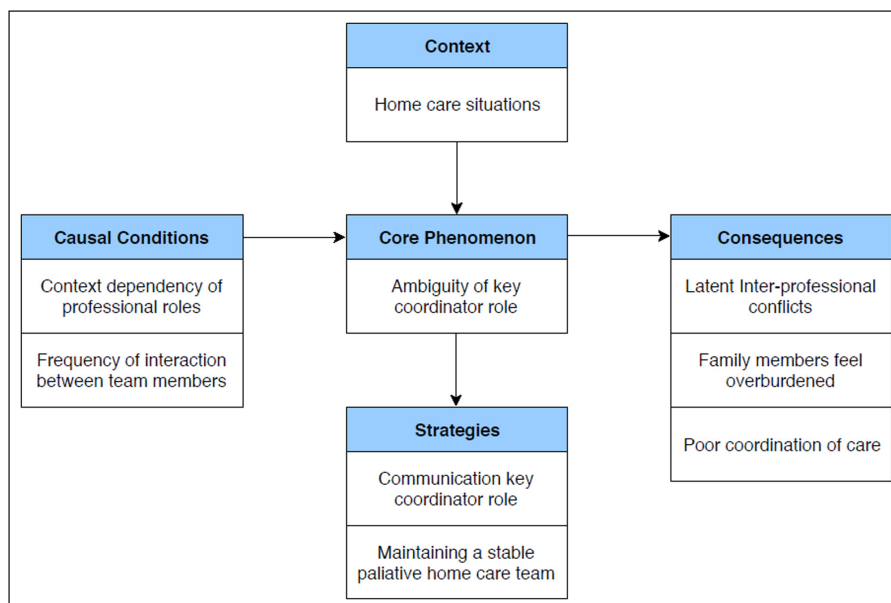 Context
Home care situations
Causal Conditions
Context dependency of
professional roles
Frequency of interaction
between team members
Core Phenomenon
Ambiguity of key
coordinator role
Consequences
Latent Inter-professional
conflicts
Family members feel
overburdened
Poor coordination of care
Strategies
Communication key
coordinator role
Maintaining a stable
paliative home care team